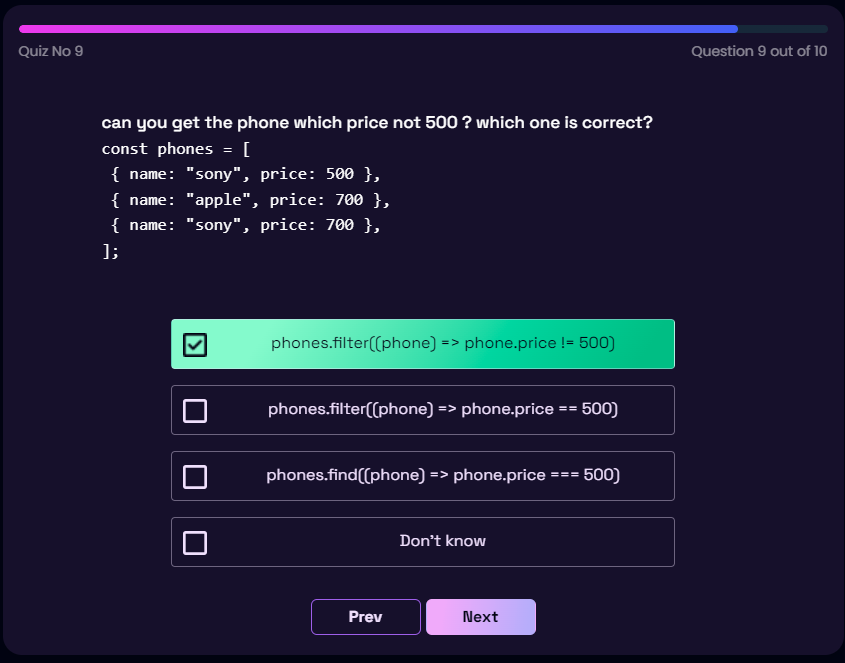 Quiz No 9
Question 9 out of 10
can you get the phone which price not 500 ? which one is correct?
const phones = [
{ name: "sony", price: 500 },
{ name: "apple", price: 700 },
{ name: "sony", price: 700 },
];
phones.filter((phone) => phone.price != 500)
phones.filter((phone) => phone.price == 500)
phones.find((phone) => phone.price === 500)
Don't know
Prev
Next